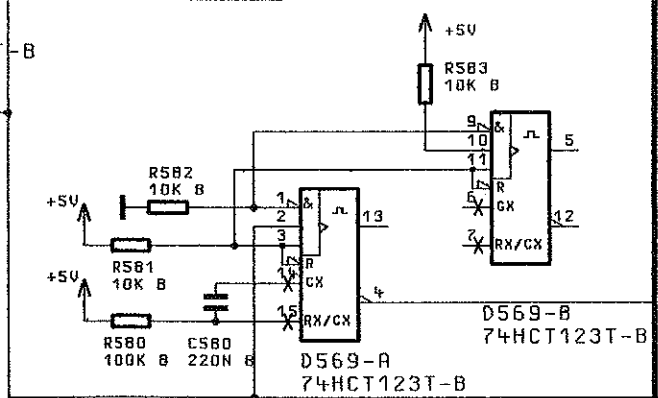 -B
+5V
R583
10K B
9
&
5
10
11
R
6
CX
12
7
RX/CX
D569-B
74HCT123T-B
R582
10K B
1
&
13
2
+5V
3
R581
10K B
R
14
CX
+5V
4
15
RX/CX
R580
100K B
C580
220N B
D569-A
74HCT123T-B